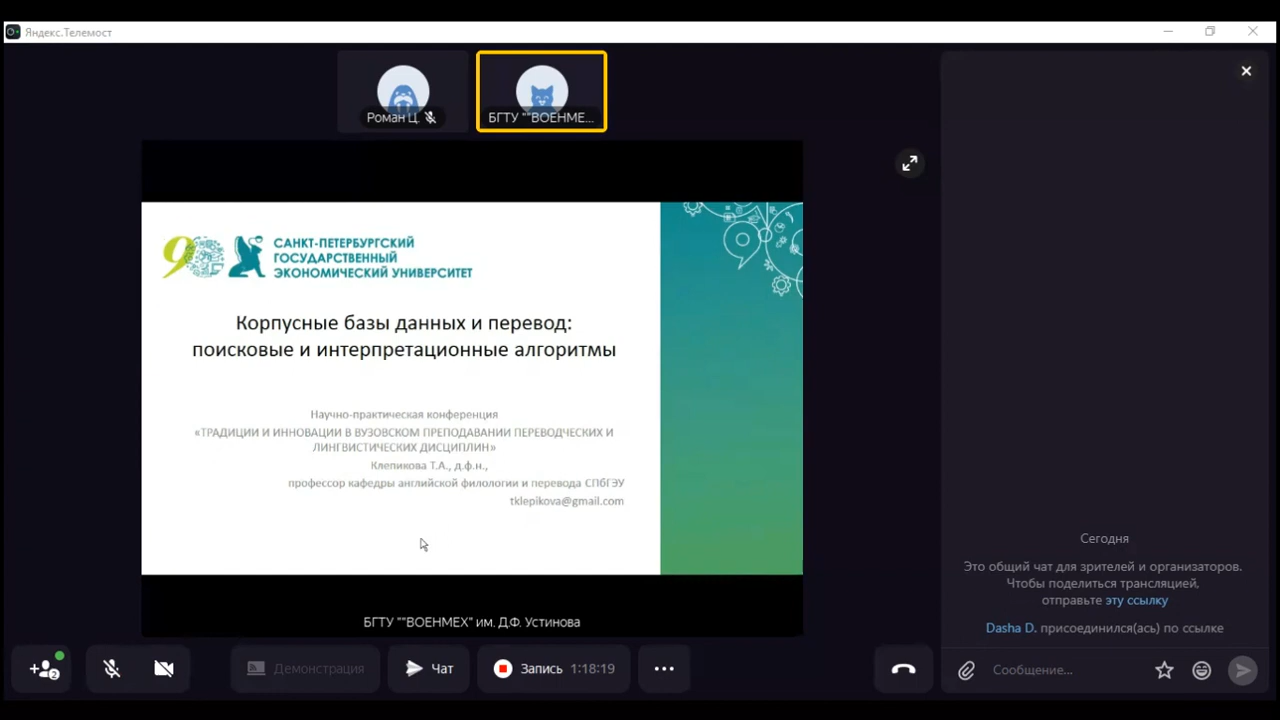 Яндекс.Телемост
Роман Ц.
БГТУ ""ВОЕНМЕ...
90
САНКТ-ПЕТЕРБУРГСКИЙ
ГОСУДАРСТВЕННЫЙ
ЭКОНОМИЧЕСКИЙ УНИВЕРСИТЕТ
Корпусные базы данных и перевод:
поисковые и интерпретационные алгоритмы
Научно-практическая конференция
«ТРАДИЦИИ И ИННОВАЦИИ В ВУЗОВСКОМ ПРЕПОДАВАНИИ ПЕРЕВОДЧЕСКИХ И
ЛИНГВИСТИЧЕСКИХ ДИСЦИПЛИН»
Клепикова Т.А., д.ф.н.,
профессор кафедры английской филологии и перевода СПбГЭУ
tklepikova@gmail.com
БГТУ ""ВОЕНМЕХ" им. Д.Ф. Устинова
Сегодня
Это общий чат для зрителей и организаторов.
Чтобы поделиться трансляцией,
отправьте эту ссылку
Dasha D. присоединился(ась) по ссылке
2
Демонстрация
Чат
Запись 1:18:19
Сообщение...